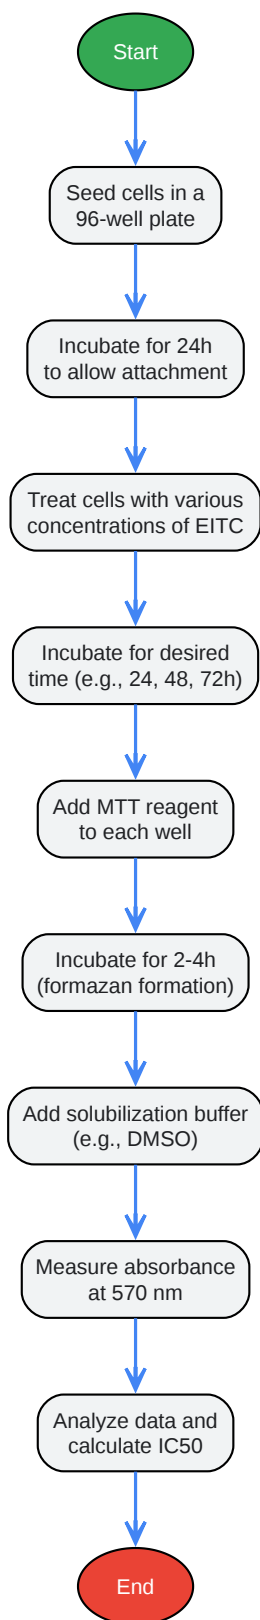 Start
Seed cells in a
96-well plate
Incubate for 24h
to allow attachment
Treat cells with various
concentrations of EITC
Incubate for desired
time (e.g., 24, 48, 72h)
Add MTT reagent
to each well
Incubate for 2-4h
(formazan formation)
Add solubilization buffer
(e.g., DMSO)
Measure absorbance
at 570 nm
Analyze data and
calculate IC50
End